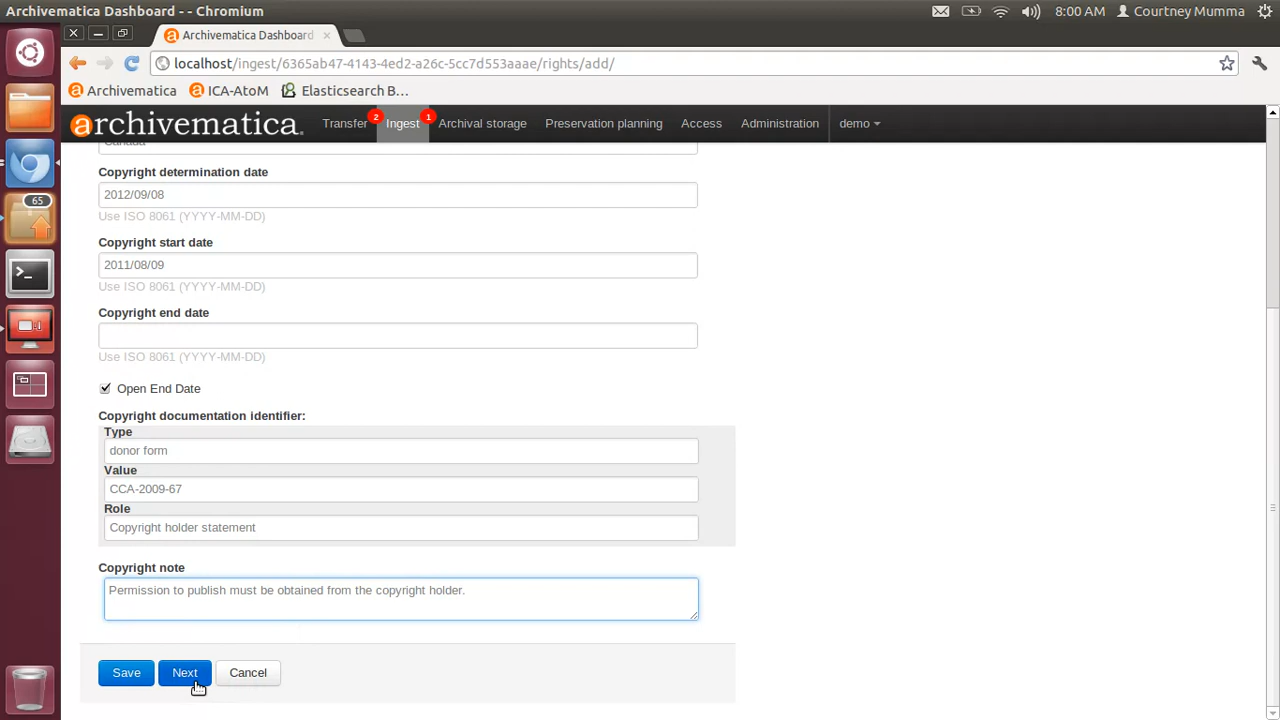 Archivematica Dashboard - - Chromium
8:00 AM
Courtney Mumma
Archivematica Dashboard
localhost/ingest/6365ab47-4143-4ed2-a26c-5cc7d553aaae/rights/add/
Archivematica
ICA-AtoM
Elasticsearch B...
archivematica.
Transfer 2
Ingest 1
Archival storage
Preservation planning
Access
Administration
demo
Canada
Copyright determination date
2012/09/08
Use ISO 8061 (YYYY-MM-DD)
Copyright start date
2011/08/09
Use ISO 8061 (YYYY-MM-DD)
Copyright end date
Use ISO 8061 (YYYY-MM-DD)
Open End Date
Copyright documentation identifier:
Type
donor form
Value
CCA-2009-67
Role
Copyright holder statement
Copyright note
Permission to publish must be obtained from the copyright holder.
Save
Next
Cancel
65